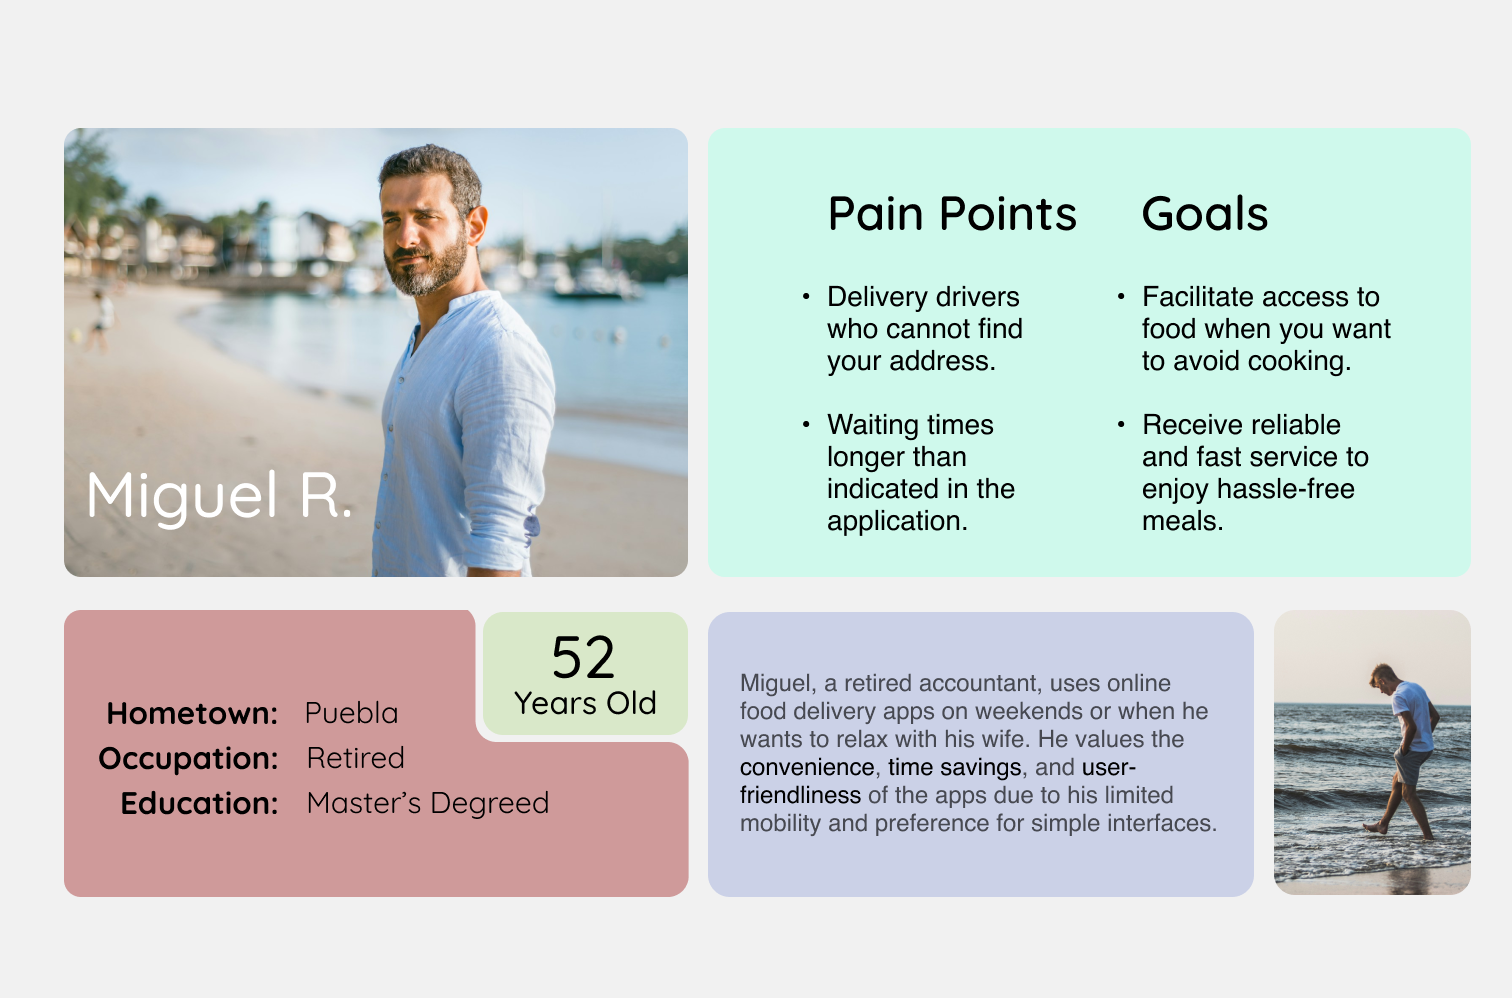 Miguel R.
Pain Points
• Delivery drivers
who cannot find
your address.
• Waiting times
longer than
indicated in the
application.
Goals
• Facilitate access to
food when you want
to avoid cooking.
• Receive reliable
and fast service to
enjoy hassle-free
meals.
52
Years Old
Hometown: Puebla
Occupation: Retired
Education: Master’s Degreed
Miguel, a retired accountant, uses online
food delivery apps on weekends or when he
wants to relax with his wife. He values the
convenience, time savings, and user-
friendliness of the apps due to his limited
mobility and preference for simple interfaces.